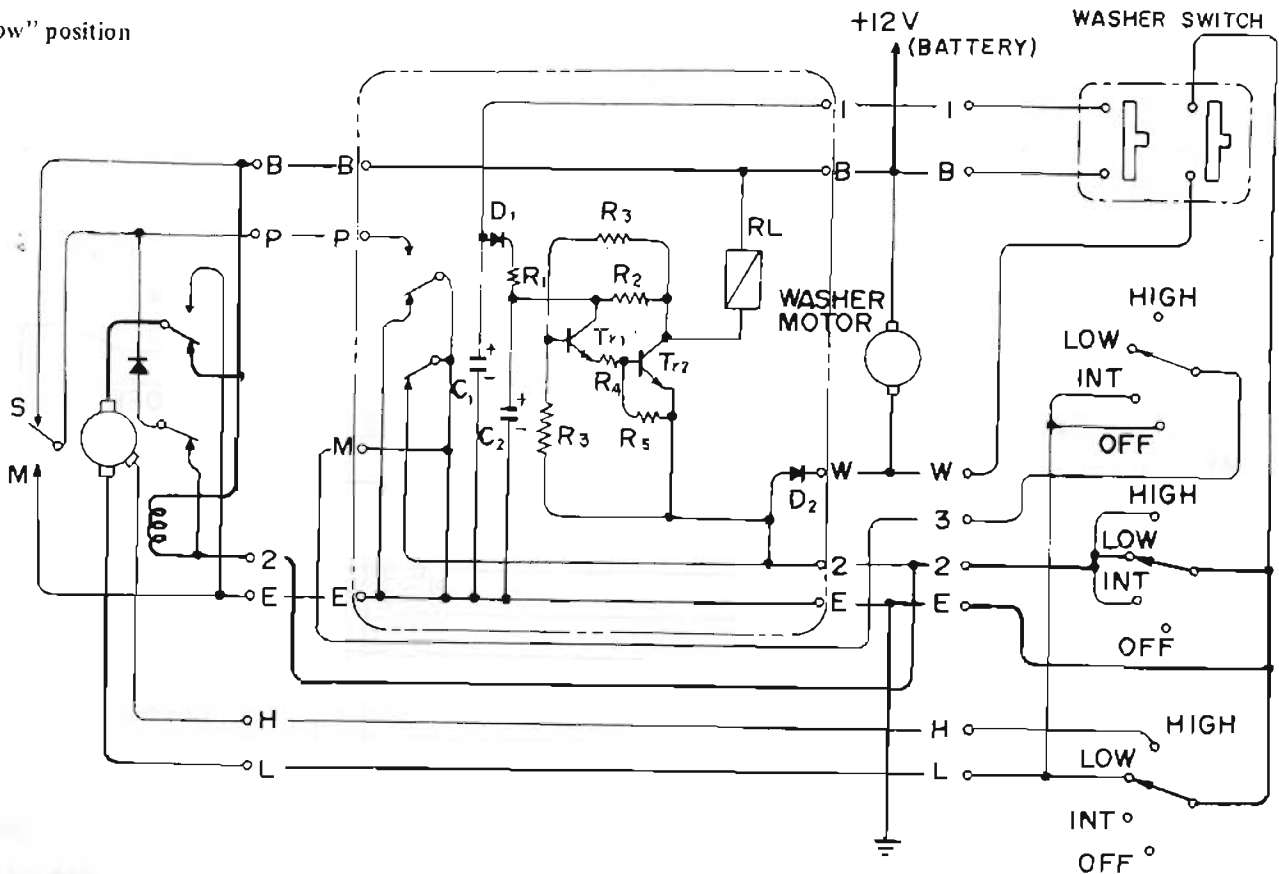 ow" position
+12V
(BATTERY)
WASHER SWITCH
I I
B B B B
P P
D₁
R₃
R₁
R₂
RL
Tr₁
Tr₂
R₄
C₁ + -
C₂ + -
R₃
R₅
WASHER
MOTOR
HIGH
LOW
INT
OFF
S
M
M
D₂
W W
3
HIGH
LOW
INT
OFF
2 2 2
E E E E
H H
L L
HIGH
LOW
INT
OFF